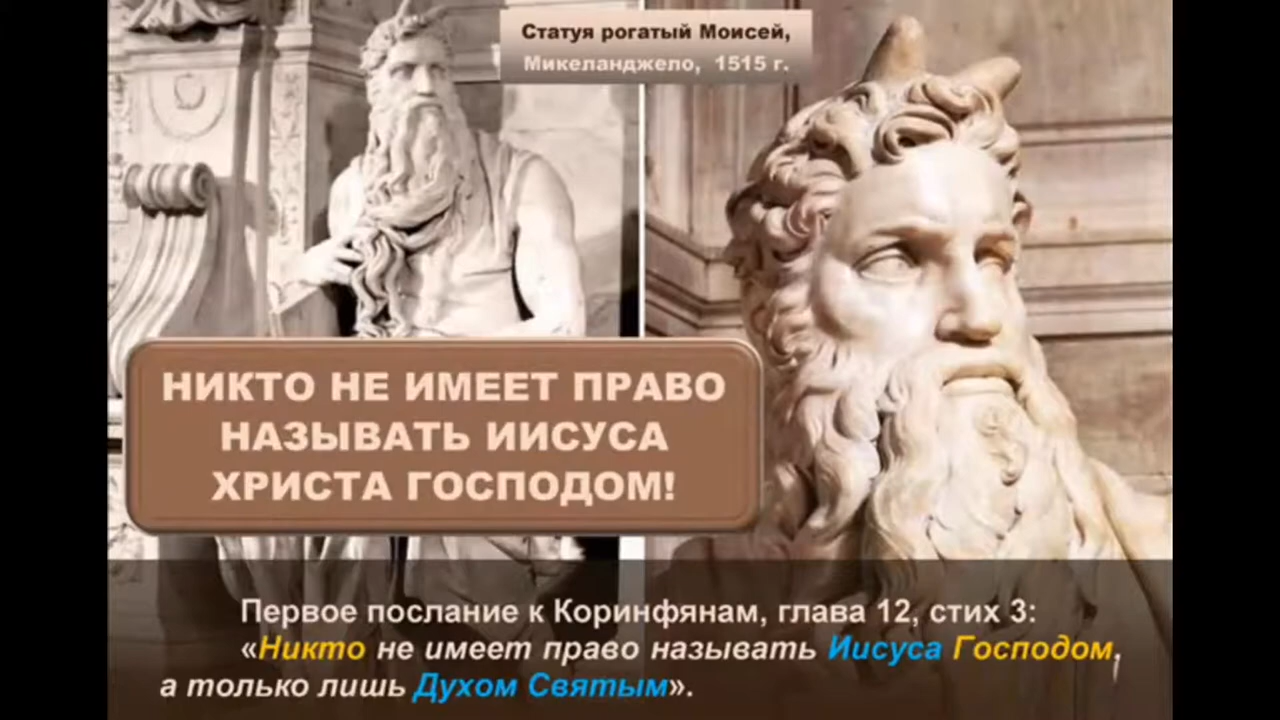 Статуя рогатый Моисей,
Микеланджело, 1515 г.
НИКТО НЕ ИМЕЕТ ПРАВО
НАЗЫВАТЬ ИИСУСА
ХРИСТА ГОСПОДОМ!
Первое послание к Коринфянам, глава 12, стих 3:
«Никто не имеет право называть Иисуса Господом,
а только лишь Духом Святым».